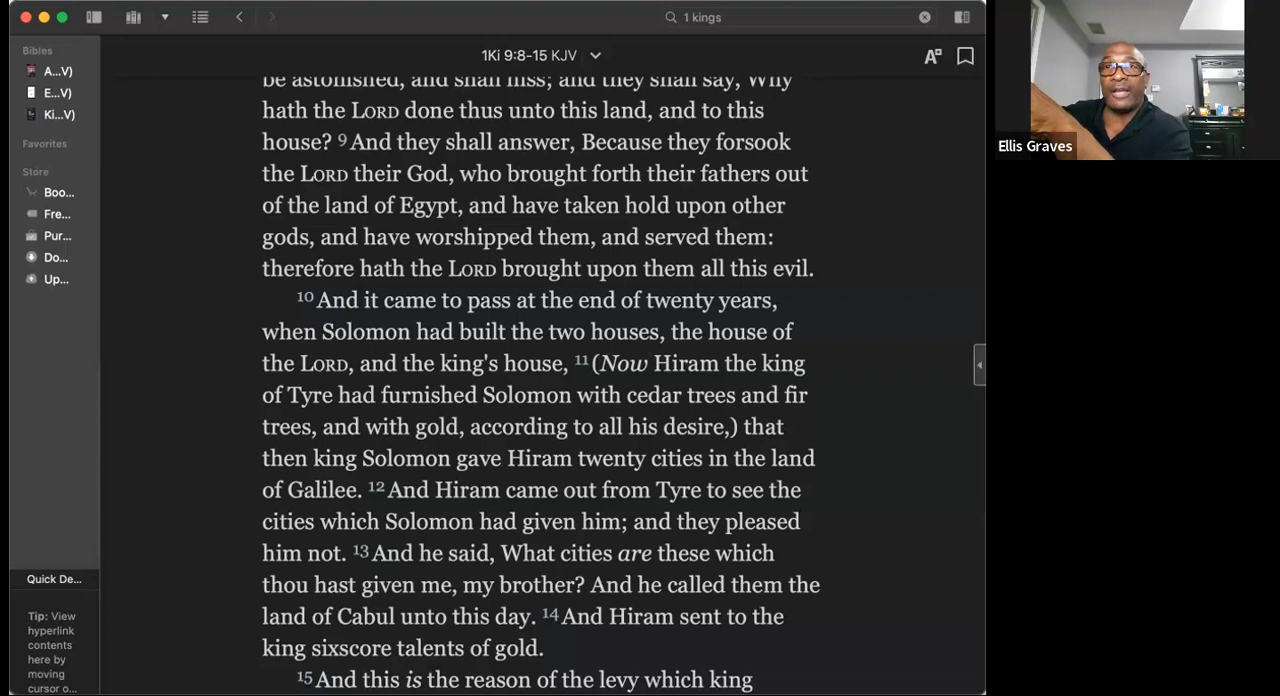 1 kings
Bibles
A...V)
E...V)
Ki...V)
Favorites
Store
Boo...
Fre...
Pur...
Do...
Up...
Quick De...
Tip: View
hyperlink
contents
here by
moving
cursor o...
1Ki 9:8-15 KJV
be astonished, and shall hiss; and they shall say, Why
hath the LORD done thus unto this land, and to this
house? 9 And they shall answer, Because they forsook
the LORD their God, who brought forth their fathers out
of the land of Egypt, and have taken hold upon other
gods, and have worshipped them, and served them:
therefore hath the LORD brought upon them all this evil.
10 And it came to pass at the end of twenty years,
when Solomon had built the two houses, the house of
the LORD, and the king's house, 11 (Now Hiram the king
of Tyre had furnished Solomon with cedar trees and fir
trees, and with gold, according to all his desire,) that
then king Solomon gave Hiram twenty cities in the land
of Galilee. 12 And Hiram came out from Tyre to see the
cities which Solomon had given him; and they pleased
him not. 13 And he said, What cities are these which
thou hast given me, my brother? And he called them the
land of Cabul unto this day. 14 And Hiram sent to the
king sixscore talents of gold.
15 And this is the reason of the levy which king
Ellis Graves